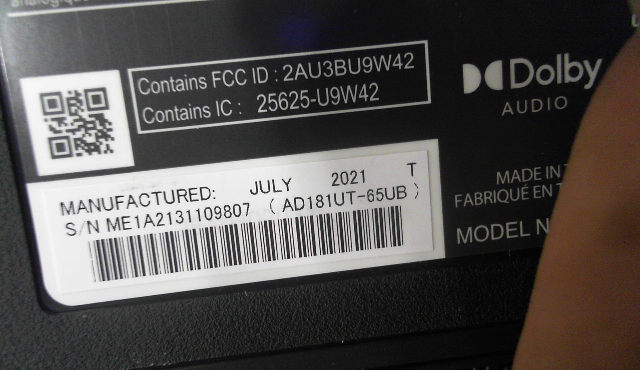 Contains FCC ID : 2AU3BU9W42
Contains IC : 25625-U9W42
Dolby
AUDIO
MANUFACTURED: JULY 2021 T
S/N ME1A2131109807 ( AD181UT-65UB )
MADE IN
FABRIQUÉ EN
MODEL